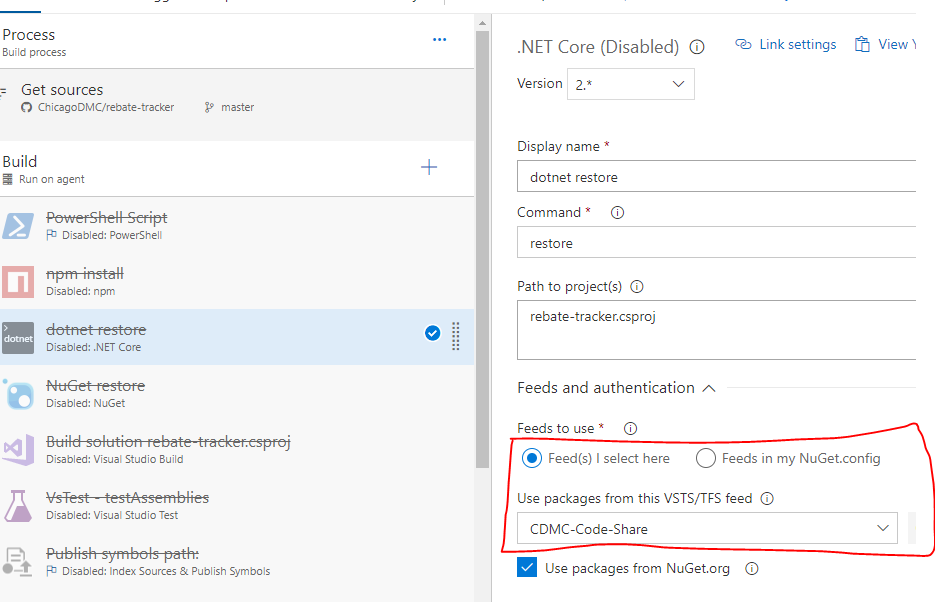 Process
Build process
Get sources
ChicagoDMC/rebate-tracker master
Build
Run on agent
PowerShell Script
Disabled: PowerShell
npm install
Disabled: npm
dotnet
dotnet restore
Disabled: .NET Core
NuGet restore
Disabled: NuGet
Build solution rebate-tracker.csproj
Disabled: Visual Studio Build
VsTest - testAssemblies
Disabled: Visual Studio Test
Publish symbols path:
Disabled: Index Sources & Publish Symbols
.NET Core (Disabled) Link settings View
Version 2.*
Display name *
dotnet restore
Command *
restore
Path to project(s)
rebate-tracker.csproj
Feeds and authentication
Feeds to use *
Feed(s) I select here Feeds in my NuGet.config
Use packages from this VSTS/TFS feed
CDMC-Code-Share
Use packages from NuGet.org